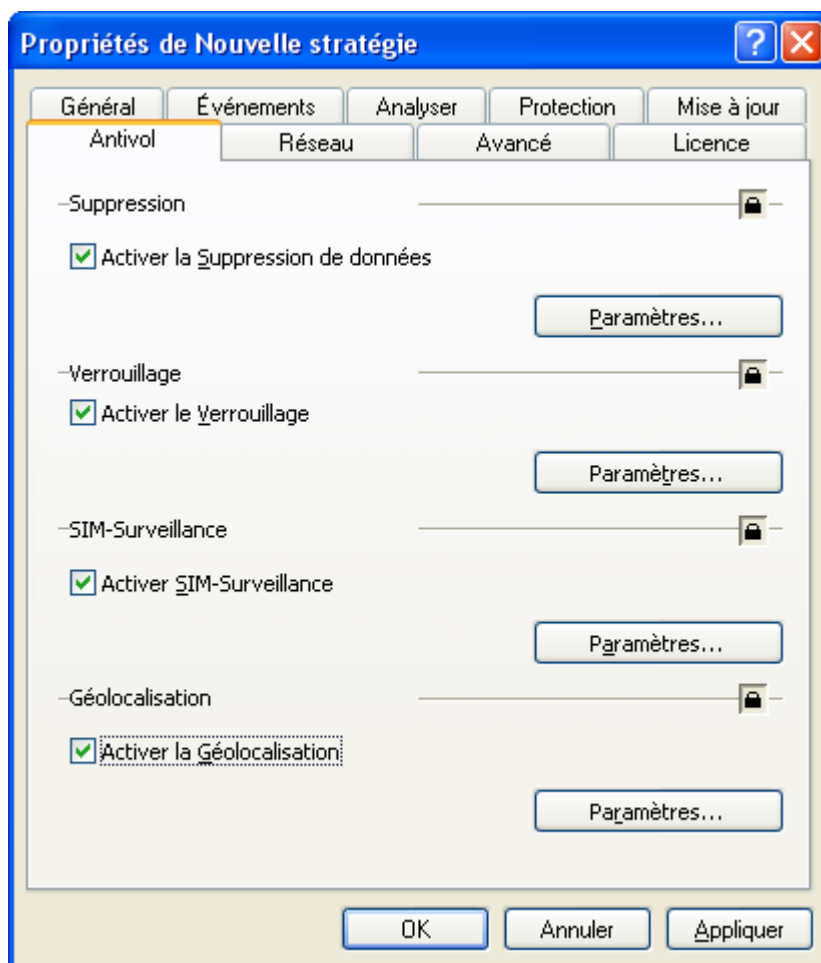 Propriétés de Nouvelle stratégie
Général Événements Analyser Protection Mise à jour
Antivol Réseau Avancé Licence
Suppression
Activer la Suppression de données
Paramètres...
Verrouillage
Activer le Verrouillage
Paramètres...
SIM-Surveillance
Activer SIM-Surveillance
Paramètres...
Géolocalisation
Activer la Géolocalisation
Paramètres...
OK Annuler Appliquer